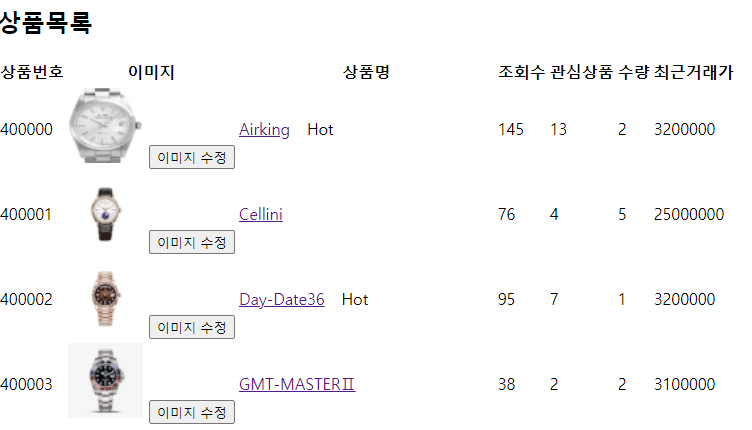 상품목록
상품번호 이미지 상품명 조회수 관심상품 수량 최근거래가
400000 이미지 수정 Airking Hot 145 13 2 3200000
400001 이미지 수정 Cellini 76 4 5 25000000
400002 이미지 수정 Day-Date36 Hot 95 7 1 3200000
400003 이미지 수정 GMT-MASTERⅡ 38 2 2 3100000